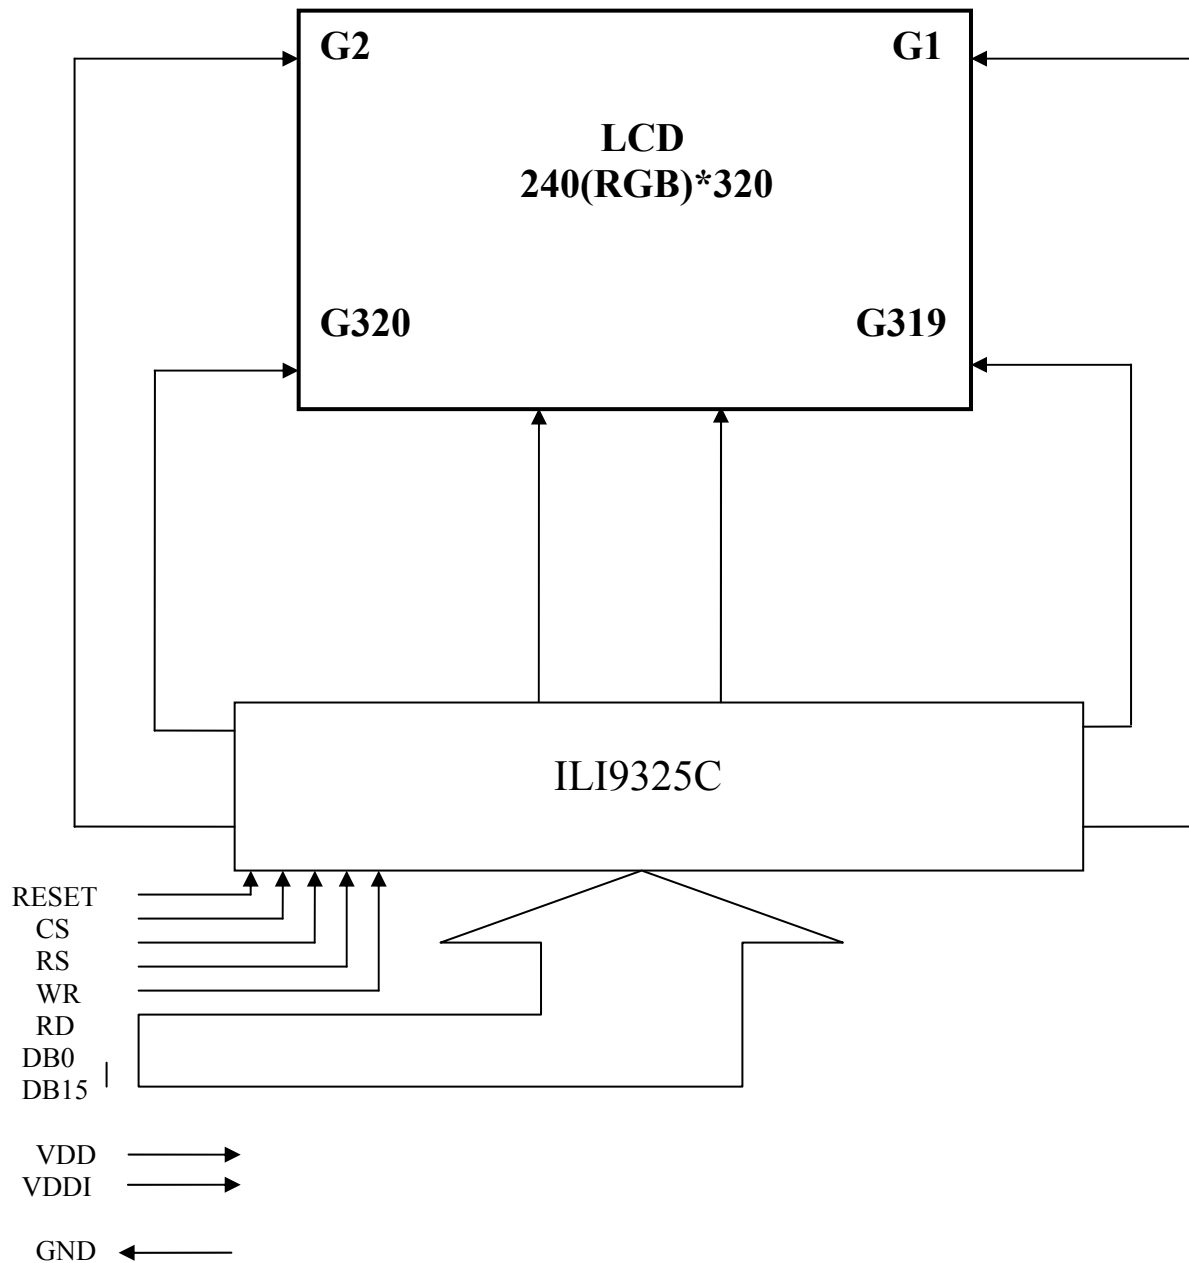 G2 G1
LCD
240(RGB)*320
G320 G319
ILI9325C
RESET
CS
RS
WR
RD
DB0
DB15
VDD
VDDI
GND